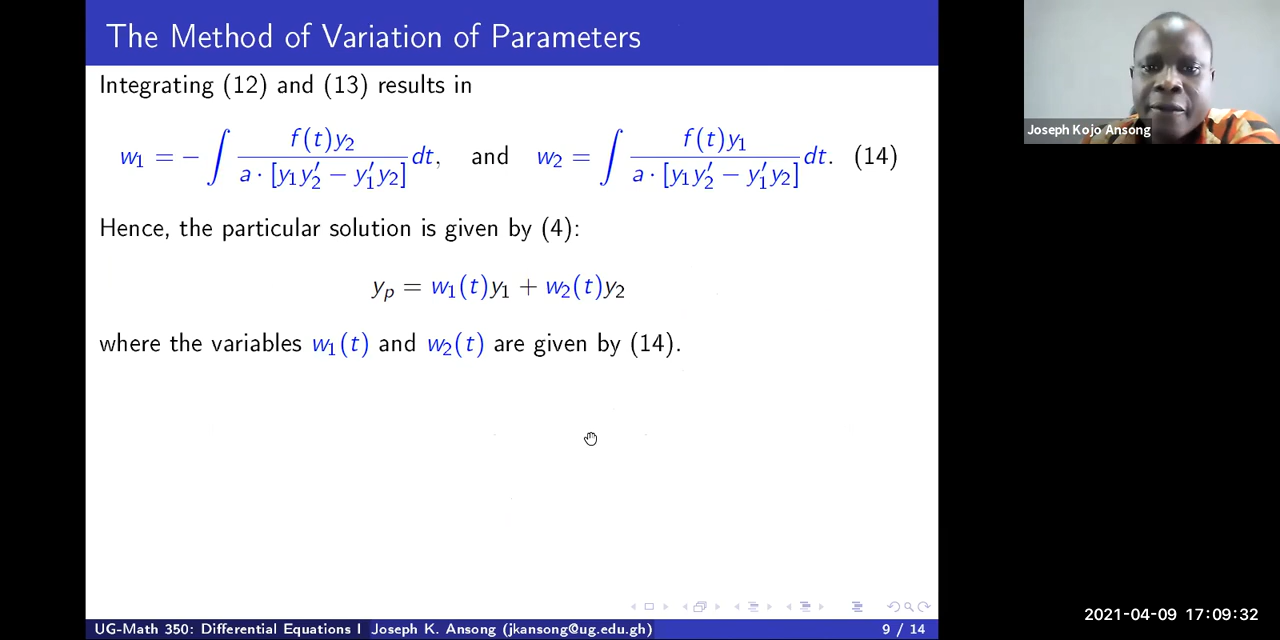 The Method of Variation of Parameters
Integrating (12) and (13) results in
w₁ = − ∫ f(t)y₂ / a · [y₁y₂′ − y₁′y₂] dt, and w₂ = ∫ f(t)y₁ / a · [y₁y₂′ − y₁′y₂] dt. (14)
Hence, the particular solution is given by (4):
yₚ = w₁(t)y₁ + w₂(t)y₂
where the variables w₁(t) and w₂(t) are given by (14).
UG-Math 350: Differential Equations I Joseph K. Ansong (jkansong@ug.edu.gh) 9 / 14
Joseph Kojo Ansong
2021-04-09 17:09:32